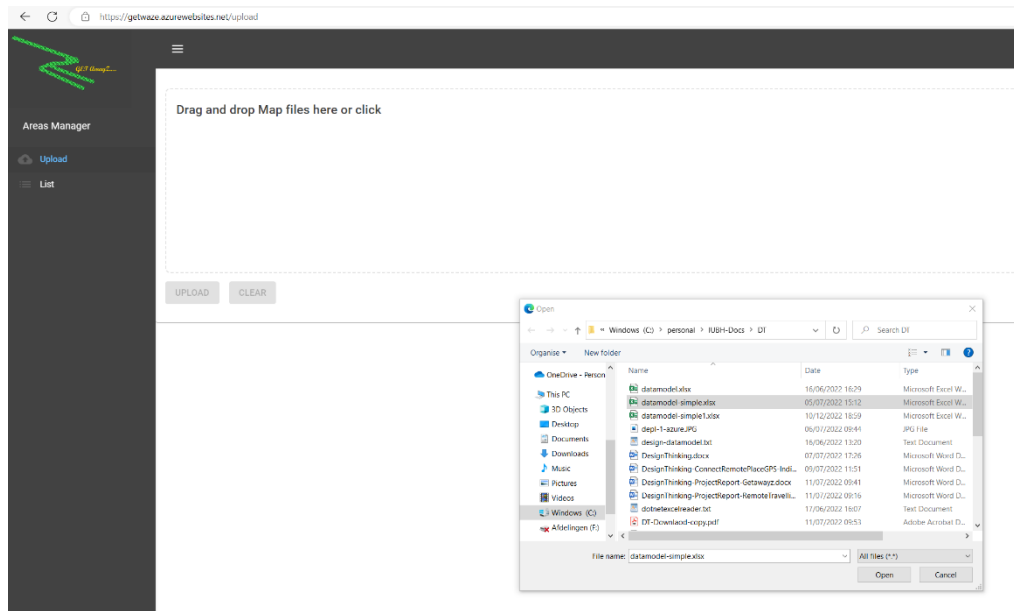 https://getwaze.azurewebsites.net/upload
Areas Manager
Upload
List
Drag and drop Map files here or click
UPLOAD CLEAR
Open
« Windows (C:) > personal > IUBH-Docs > DT
Search DT
Organise New folder
OneDrive - Person
This PC
3D Objects
Desktop
Documents
Downloads
Music
Pictures
Videos
Windows (C:)
Afdelingen (F:)
Name Date Type
datamodel.xlsx 16/06/2022 16:29 Microsoft Excel W...
datamodel-simple.xlsx 05/07/2022 15:12 Microsoft Excel W...
datamodel-simple1.xlsx 10/12/2022 18:59 Microsoft Excel W...
depl-1-azure.JPG 06/07/2022 09:44 JPG File
design-datamodel.txt 16/06/2022 13:20 Text Document
DesignThinking.docx 07/07/2022 17:26 Microsoft Word D...
DesignThinking-ConnectRemotePlaceGPS-Indi... 09/07/2022 11:51 Microsoft Word D...
DesignThinking-ProjectReport-Getawayz.docx 11/07/2022 09:41 Microsoft Word D...
DesignThinking-ProjectReport-RemoteTravelli... 11/07/2022 09:16 Microsoft Word D...
dotnetexcelreader.txt 17/06/2022 16:07 Text Document
DT-Downlaod-copy.pdf 11/07/2022 09:53 Adobe Acrobat D...
File name: datamodel-simple.xlsx All files (*.*)
Open Cancel